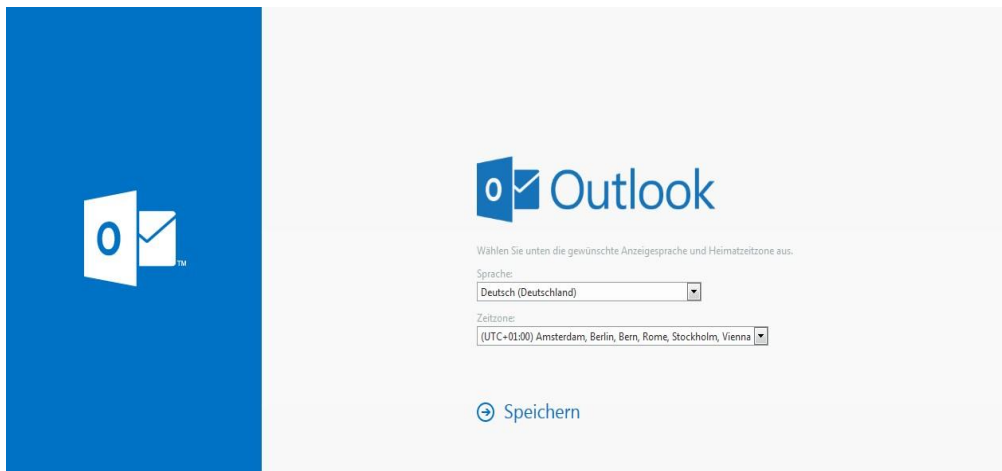 O
TM
O Outlook
Wählen Sie unten die gewünschte Anzeigesprache und Heimatzeitzone aus.
Sprache:
Deutsch (Deutschland)
Zeitzone:
(UTC+01:00) Amsterdam, Berlin, Bern, Rome, Stockholm, Vienna
Speichern